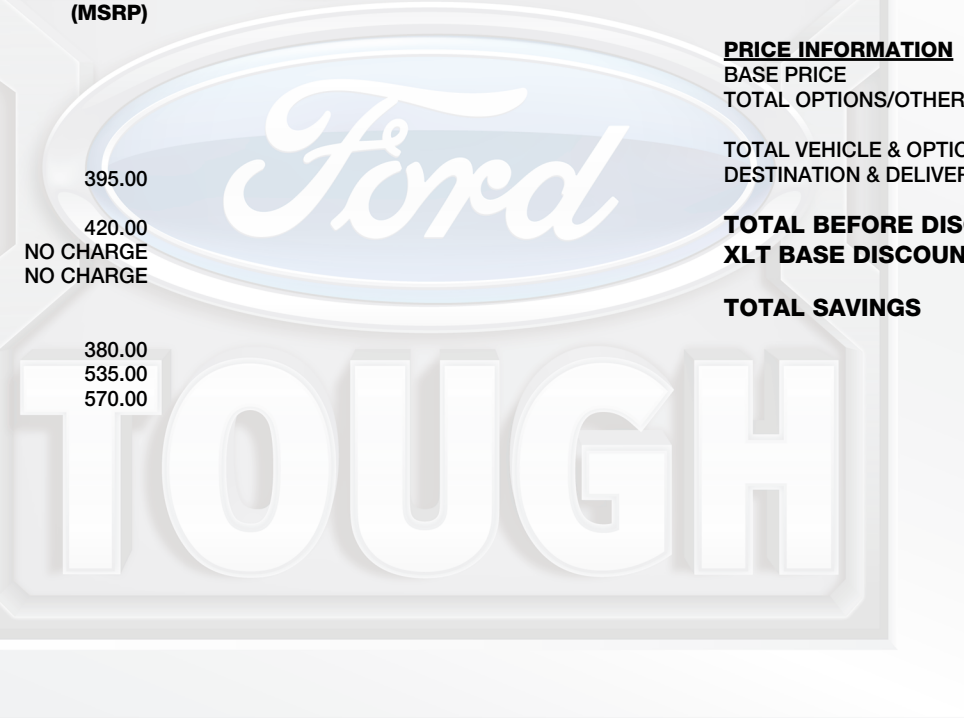 (MSRP)
395.00
420.00
NO CHARGE
NO CHARGE
380.00
535.00
570.00
PRICE INFORMATION
BASE PRICE
TOTAL OPTIONS/OTHER
TOTAL VEHICLE & OPTIO
DESTINATION & DELIVER
TOTAL BEFORE DIS
XLT BASE DISCOUN
TOTAL SAVINGS
Ford
TOUGH